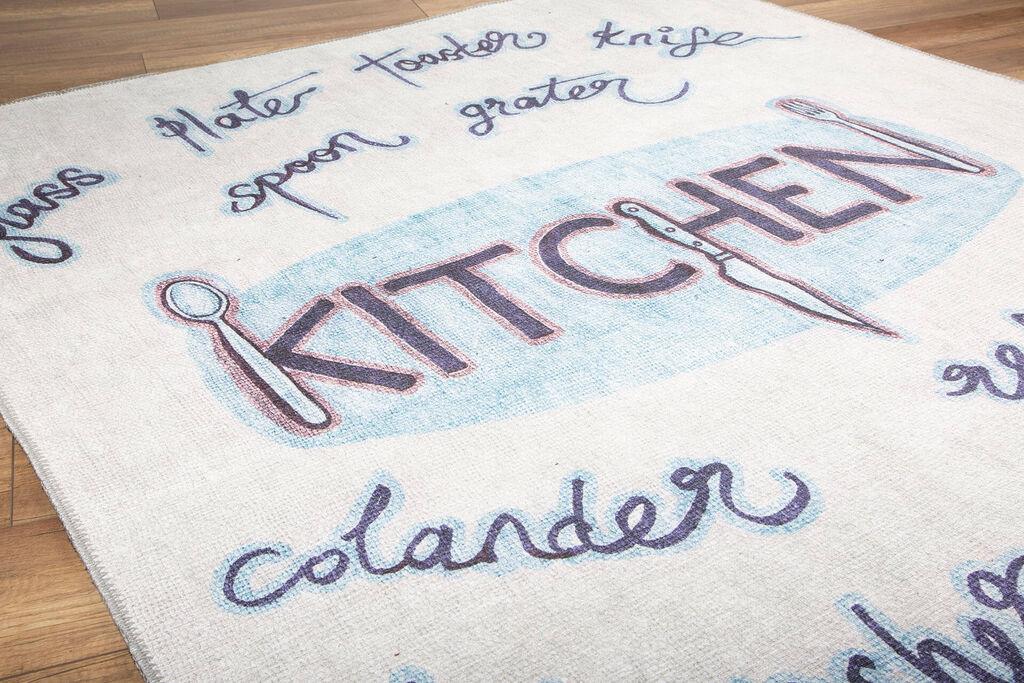 glass Plate toaster knife
spoon grater
KITCHEN
colander